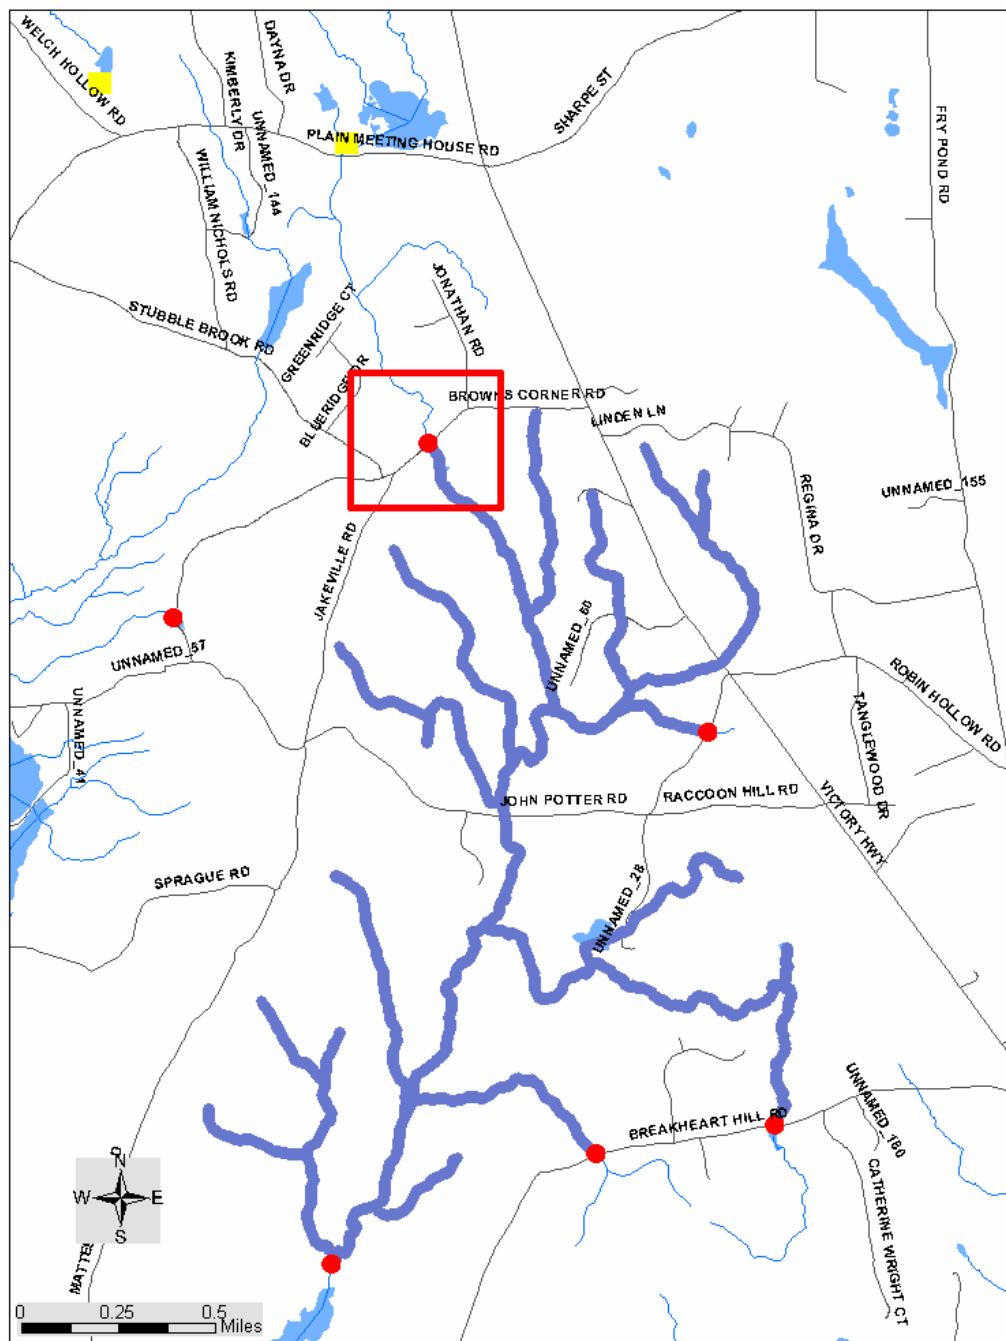 WELCH HOLLOW RD
KIMBERLY DR
DAYNA DR
UNNAMED_144
PLAIN MEETING HOUSE RD
SHARPE ST
FRY POND RD
WILLIAM NICHOLS RD
STUBBLE BROOK RD
GREENRIDGE CT
JONATHAN RD
BLUERIDGE DR
BROWNS CORNER RD
LINDEN LN
REGINA DR
UNNAMED_155
JAKEVILLE RD
UNNAMED_57
UNNAMED_60
ROBIN HOLLOW RD
UNNAMED_41
TANGLEWOOD DR
JOHN POTTER RD
RACCOON HILL RD
VICTORY HWY
SPRAGUE RD
UNNAMED_28
BREAKHEART HILL RD
UNNAMED_180
CATHERINE WRIGHT CT
N
W
E
S
0
0.25
0.5
Miles